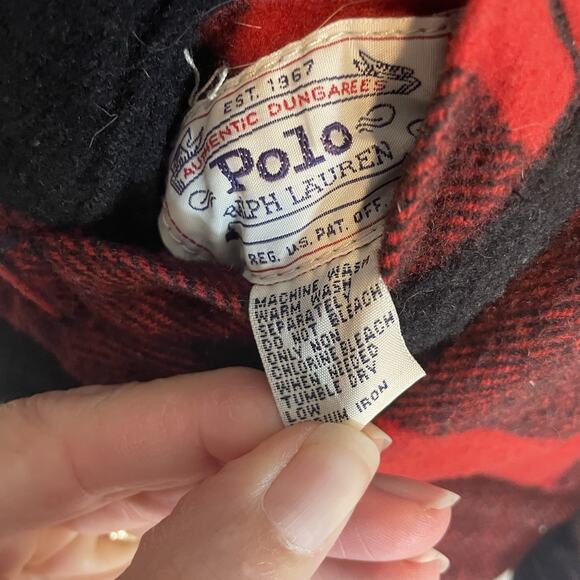 EST. 1967
AUTHENTIC DUNGAREES
Polo
RALPH LAUREN
REG. U.S. PAT. OFF.
MACHINE WASH
WARM WASH
SEPARATELY
DO NOT BLEACH
ONLY NON
CHLORINE BLEACH
WHEN NEEDED
TUMBLE DRY
LOW
IRON